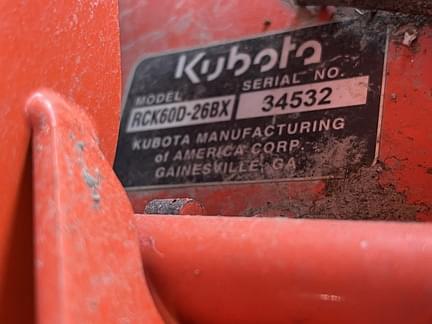 Kubota
MODEL SERIAL NO.
RCK60D-26BX 34532
KUBOTA MANUFACTURING
of AMERICA CORP.
GAINESVILLE, GA